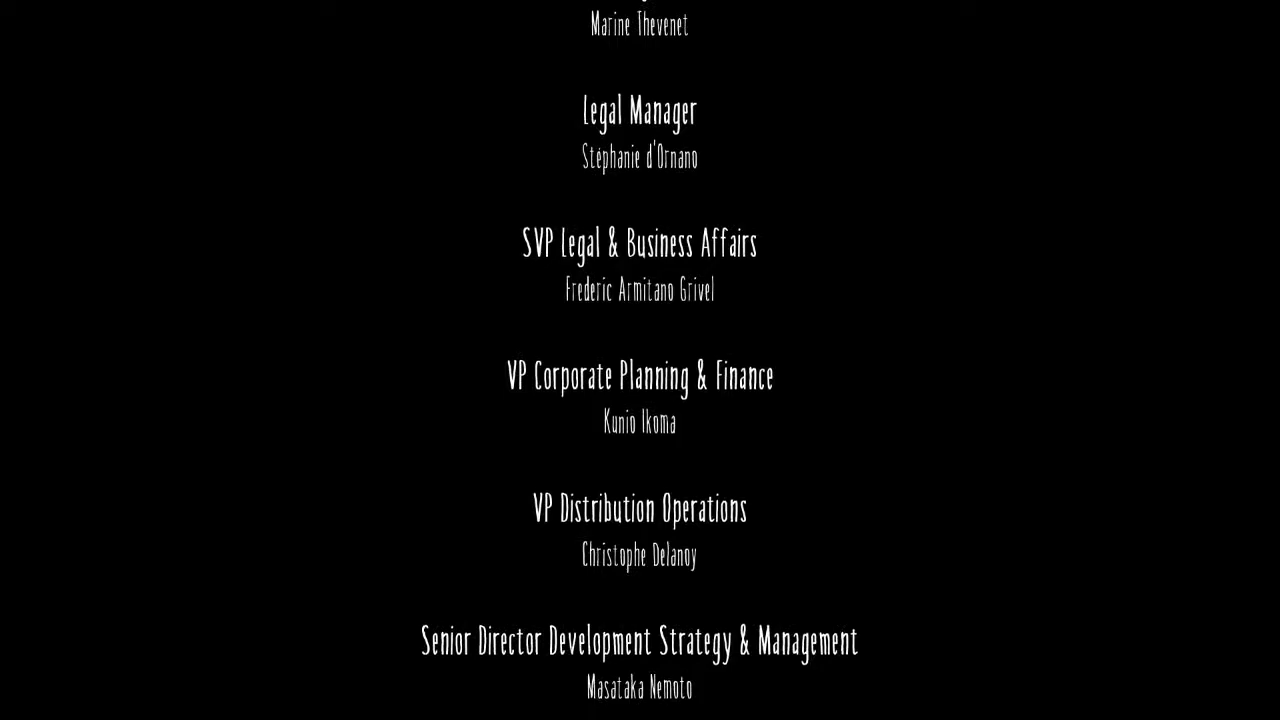 Marine Thevenet
Legal Manager
Stéphanie d'Ornano
SVP Legal & Business Affairs
Frederic Armitano Grivel
VP Corporate Planning & Finance
Kunio Ikoma
VP Distribution Operations
Christophe Delanoy
Senior Director Development Strategy & Management
Masataka Nemoto